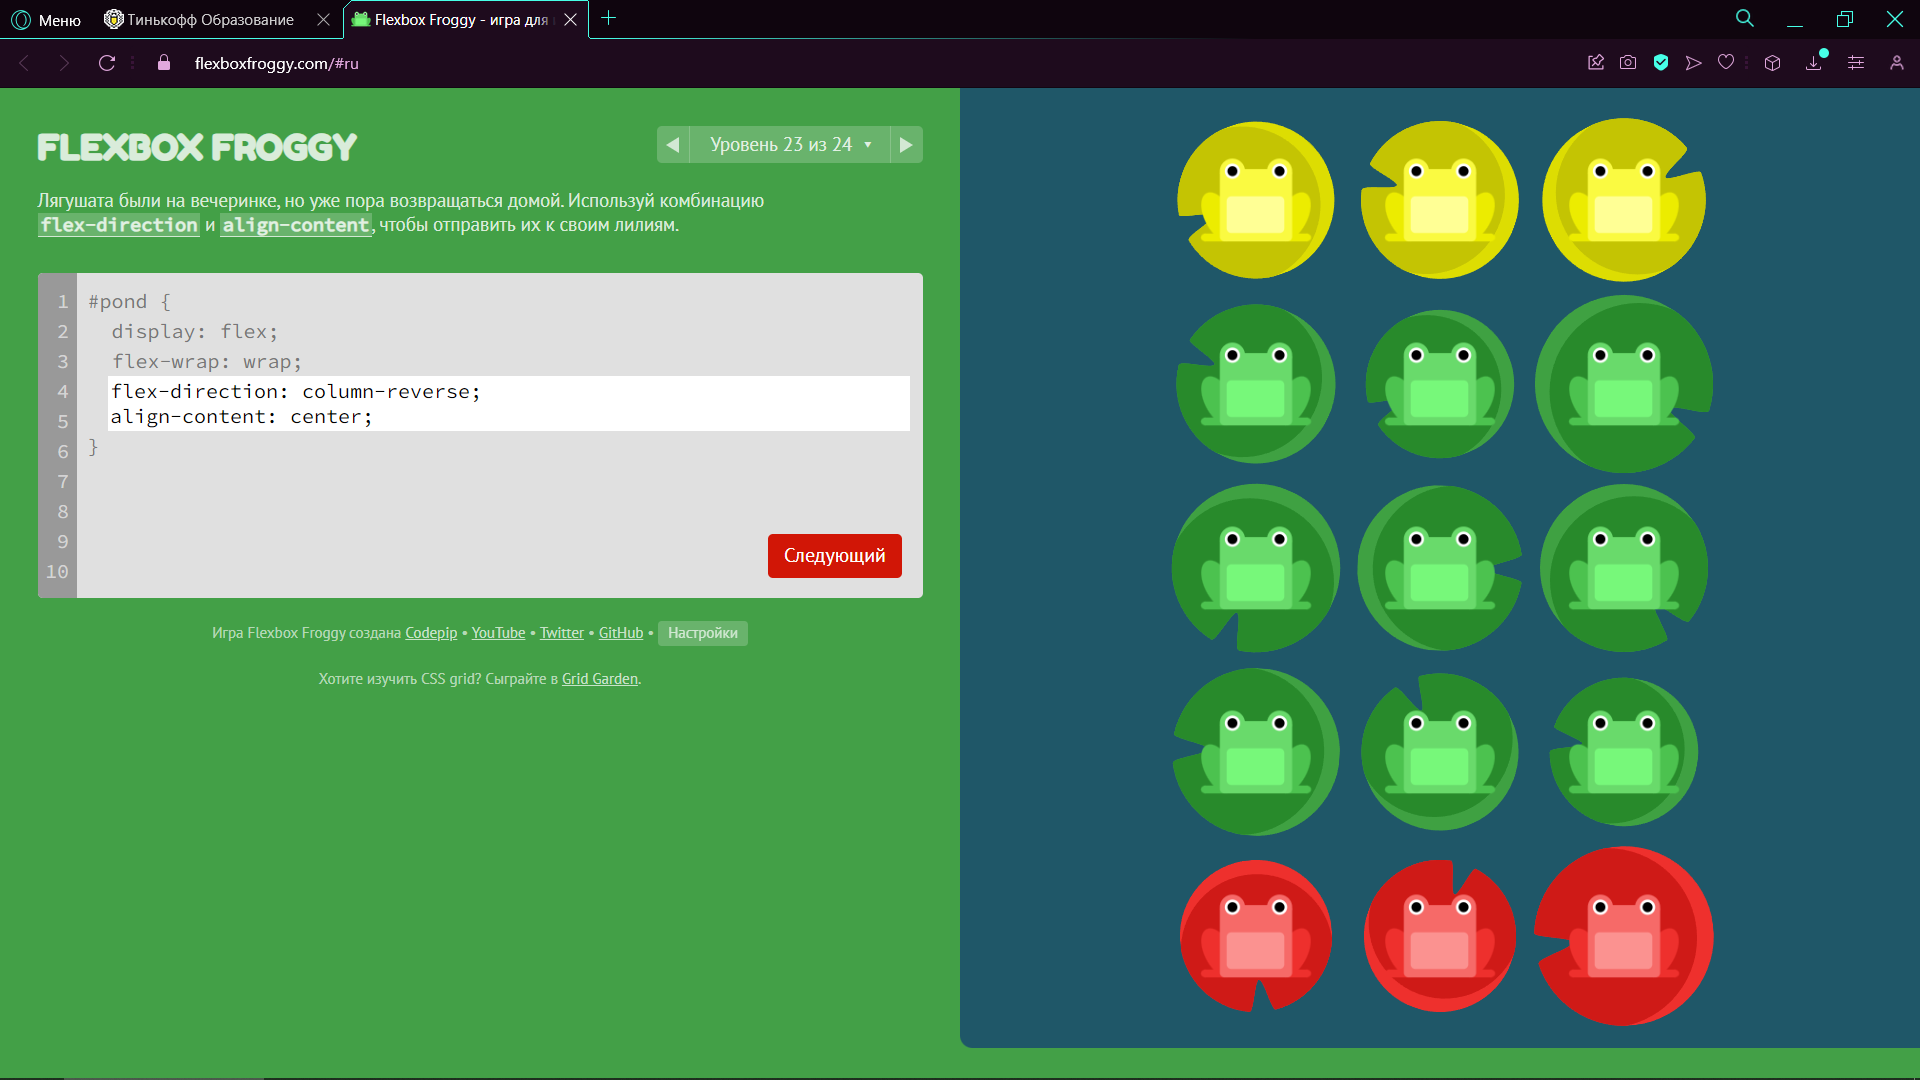 Меню
Тинькофф Образование
Flexbox Froggy - игра для
flexboxfroggy.com/#ru
FLEXBOX FROGGY
Уровень 23 из 24
Лягушата были на вечеринке, но уже пора возвращаться домой. Используй комбинацию
flex-direction и align-content, чтобы отправить их к своим лилиям.
1 #pond {
2 display: flex;
3 flex-wrap: wrap;
4 flex-direction: column-reverse;
5 align-content: center;
6 }
7
8
9
10
Следующий
Игра Flexbox Froggy создана Codepip • YouTube • Twitter • GitHub • Настройки
Хотите изучить CSS grid? Сыграйте в Grid Garden.